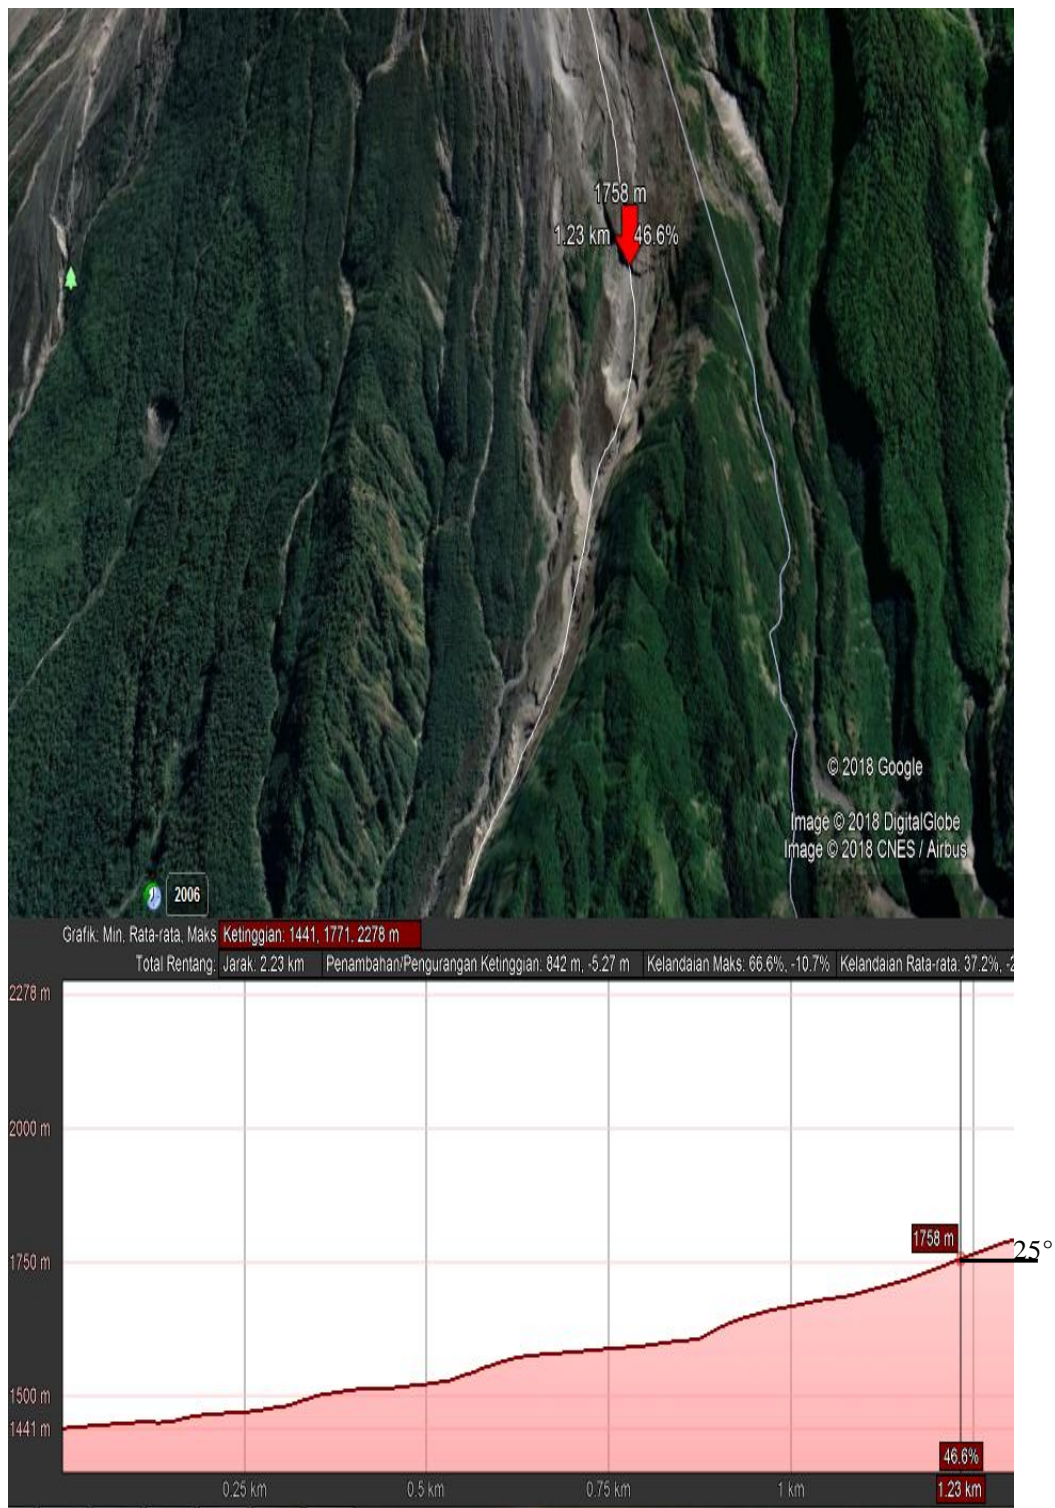 1758 m
1.23 km 46.6%
© 2018 Google
Image © 2018 DigitalGlobe
Image © 2018 CNES / Airbus
2006
Grafik: Min, Rata-rata, Maks Ketinggian: 1441, 1771, 2278 m
Total Rentang: Jarak: 2.23 km Penambahan/Pengurangan Ketinggian: 842 m, -5.27 m Kelandaian Maks: 66.6%, -10.7% Kelandaian Rata-rata: 37.2%,
2278 m
2000 m
1758 m
25°
1750 m
1500 m
1441 m
46.6%
0.25 km 0.5 km 0.75 km 1 km 1.23 km